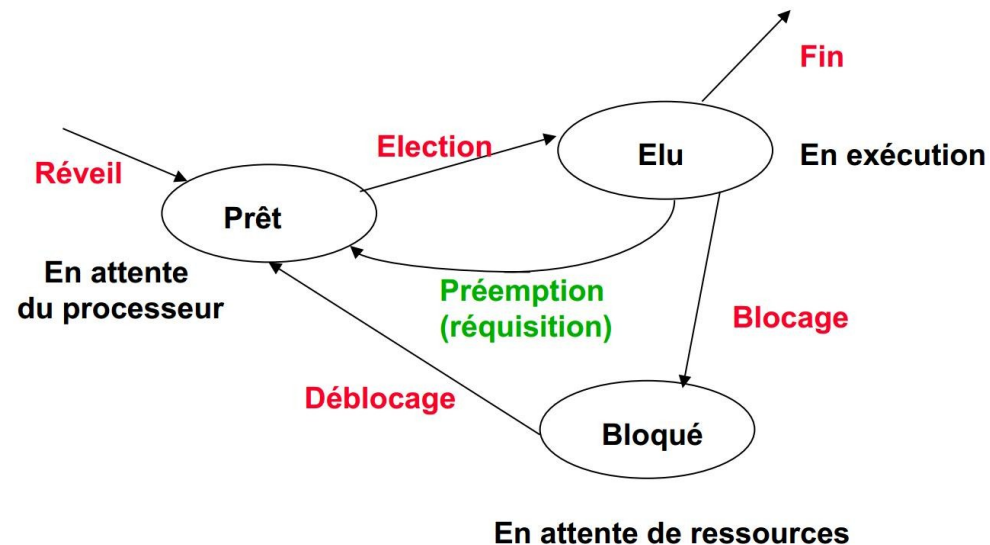 Fin
Election
Elu
En exécution
Réveil
Prêt
En attente
du processeur
Préemption
(réquisition)
Blocage
Déblocage
Bloqué
En attente de ressources